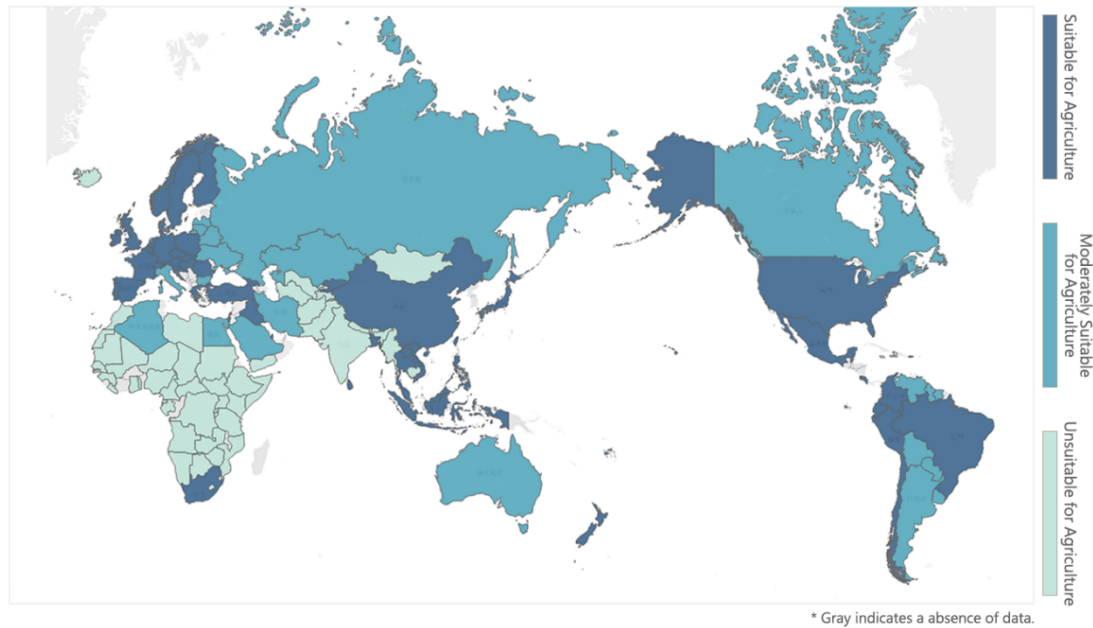 Suitable for Agriculture
Moderately Suitable
for Agriculture
Unsuitable for Agriculture
* Gray indicates a absence of data.